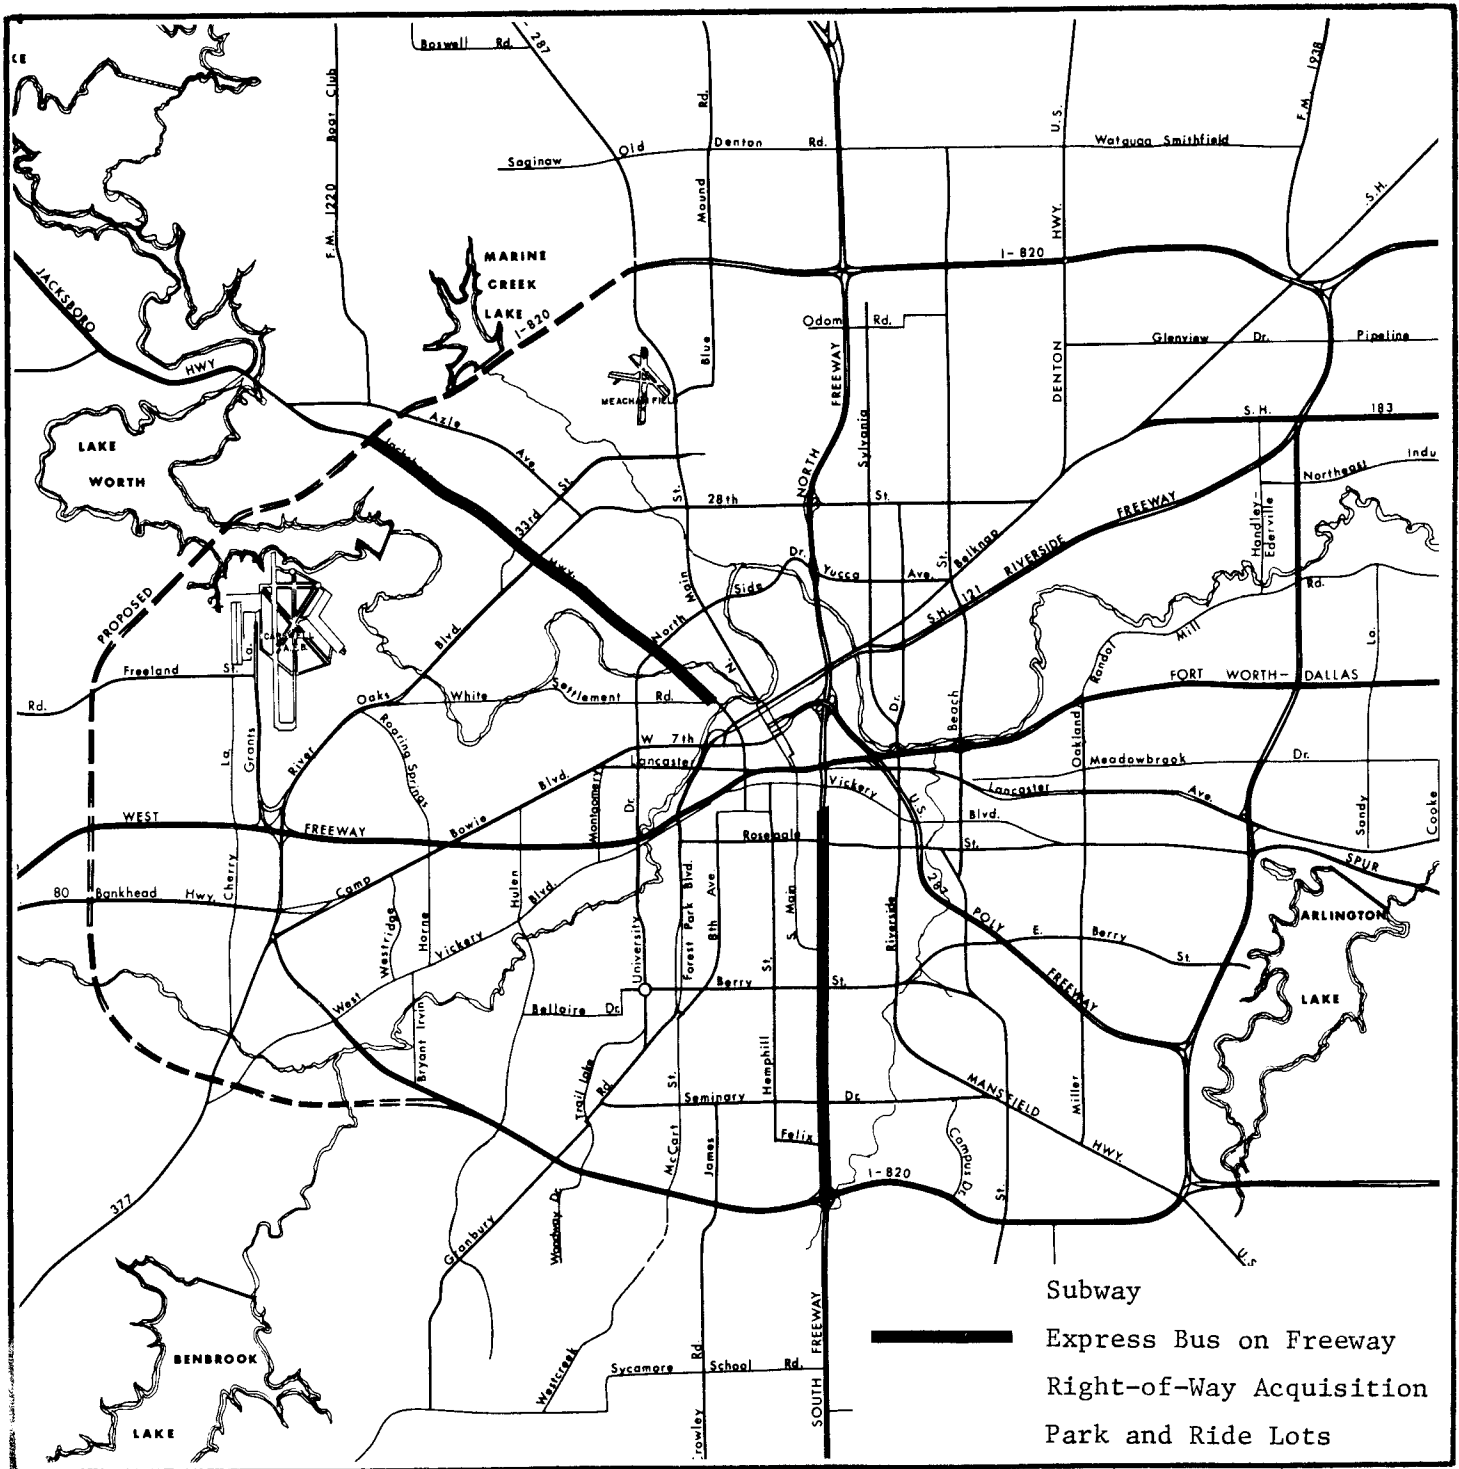 KE
Boswell Rd.
287
Rd.
F.M. 1220 Boat Club
Saginaw
Old
Denton Rd.
Mound
U.S.
HWY.
Watauga Smithfield
F.M. 1938
S.H.
MARINE
CREEK
LAKE
I-820
I-820
JACKSBORO
HWY
Odom Rd.
Blue
FREEWAY
DENTON
Glenview Dr.
Pipeline
MEACHAM FIELD
S.H. 183
Azle
Ave.
Jacksboro
Sylvania
LAKE
WORTH
NORTH
St.
33rd
St.
28th
St.
Northeast
Indu
Handley-
Ederville
FREEWAY
RIVERSIDE
S.H. 121
Belknap
St.
Hwy.
Dr.
Yucca Ave.
Side
North
Main
N.
PROPOSED
CARSWELL
A.F.B.
Blvd.
Rd.
Mill
Randol
La.
Freeland St.
La.
Rd.
Oaks
White
Settlement
Rd.
FORT WORTH-DALLAS
Roaring Springs
River
Grants
La.
W 7th
Lancaster
Dr.
Beach
Oakland
Meadowbrook
Dr.
Blvd.
Montgomery
Dr.
Vickery
U.S.
Lancaster
Ave.
Blvd.
Sandy
Cooke
WEST
FREEWAY
Bowie
Rosedale
St.
SPUR
Cherry
80 Bankhead Hwy.
Camp
Hulen
Blvd.
Forest Park Blvd.
8th Ave.
S. Main
Riverside
287
POLY
FREEWAY
ARLINGTON
LAKE
Westridge
Horne
Vickery
West
University
E. Berry
St.
Berry
St.
St.
Bellaire Dr.
Bryant Irvin
Hemphill
Trail Lake
Rd.
St.
Seminary
Dr.
MANSFIELD
HWY.
Miller
Felix
McCart
James
Campus Dr.
St.
I-820
377
Granbury
Woodway Dr.
U.S.
BENBROOK
LAKE
Westcreek
Sycamore School Rd.
Rd.
Crowley
SOUTH FREEWAY
Subway
Express Bus on Freeway
Right-of-Way Acquisition
Park and Ride Lots